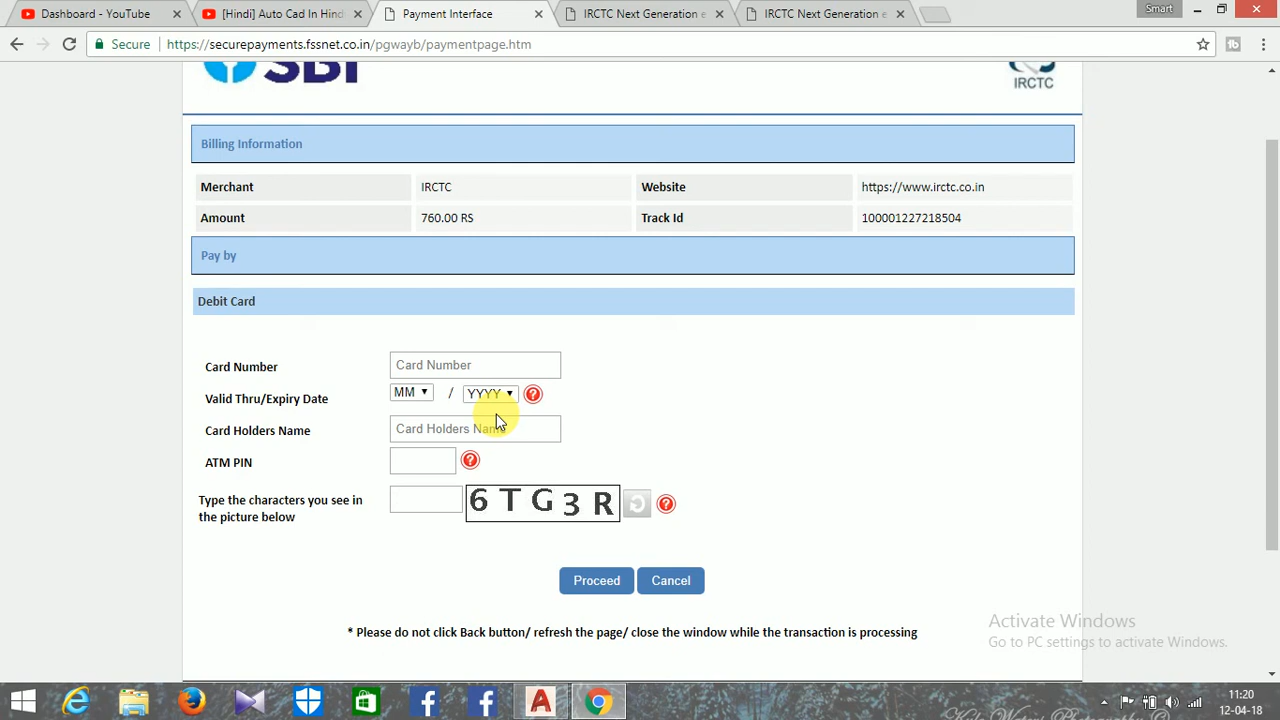 Dashboard - YouTube
[Hindi] Auto Cad In Hind
Payment Interface
IRCTC Next Generation e
IRCTC Next Generation e
Smart
Secure
https://securepayments.fssnet.co.in/pgwayb/paymentpage.htm
SBI
IRCTC
Billing Information
Merchant IRCTC Website https://www.irctc.co.in
Amount 760.00 RS Track Id 100001227218504
Pay by
Debit Card
Card Number Card Number
Valid Thru/Expiry Date MM / YYYY
Card Holders Name Card Holders Name
ATM PIN
Type the characters you see in
the picture below
6 T G 3 R
Proceed Cancel
* Please do not click Back button/ refresh the page/ close the window while the transaction is processing
Activate Windows
Go to PC settings to activate Windows.
11:20
12-04-18